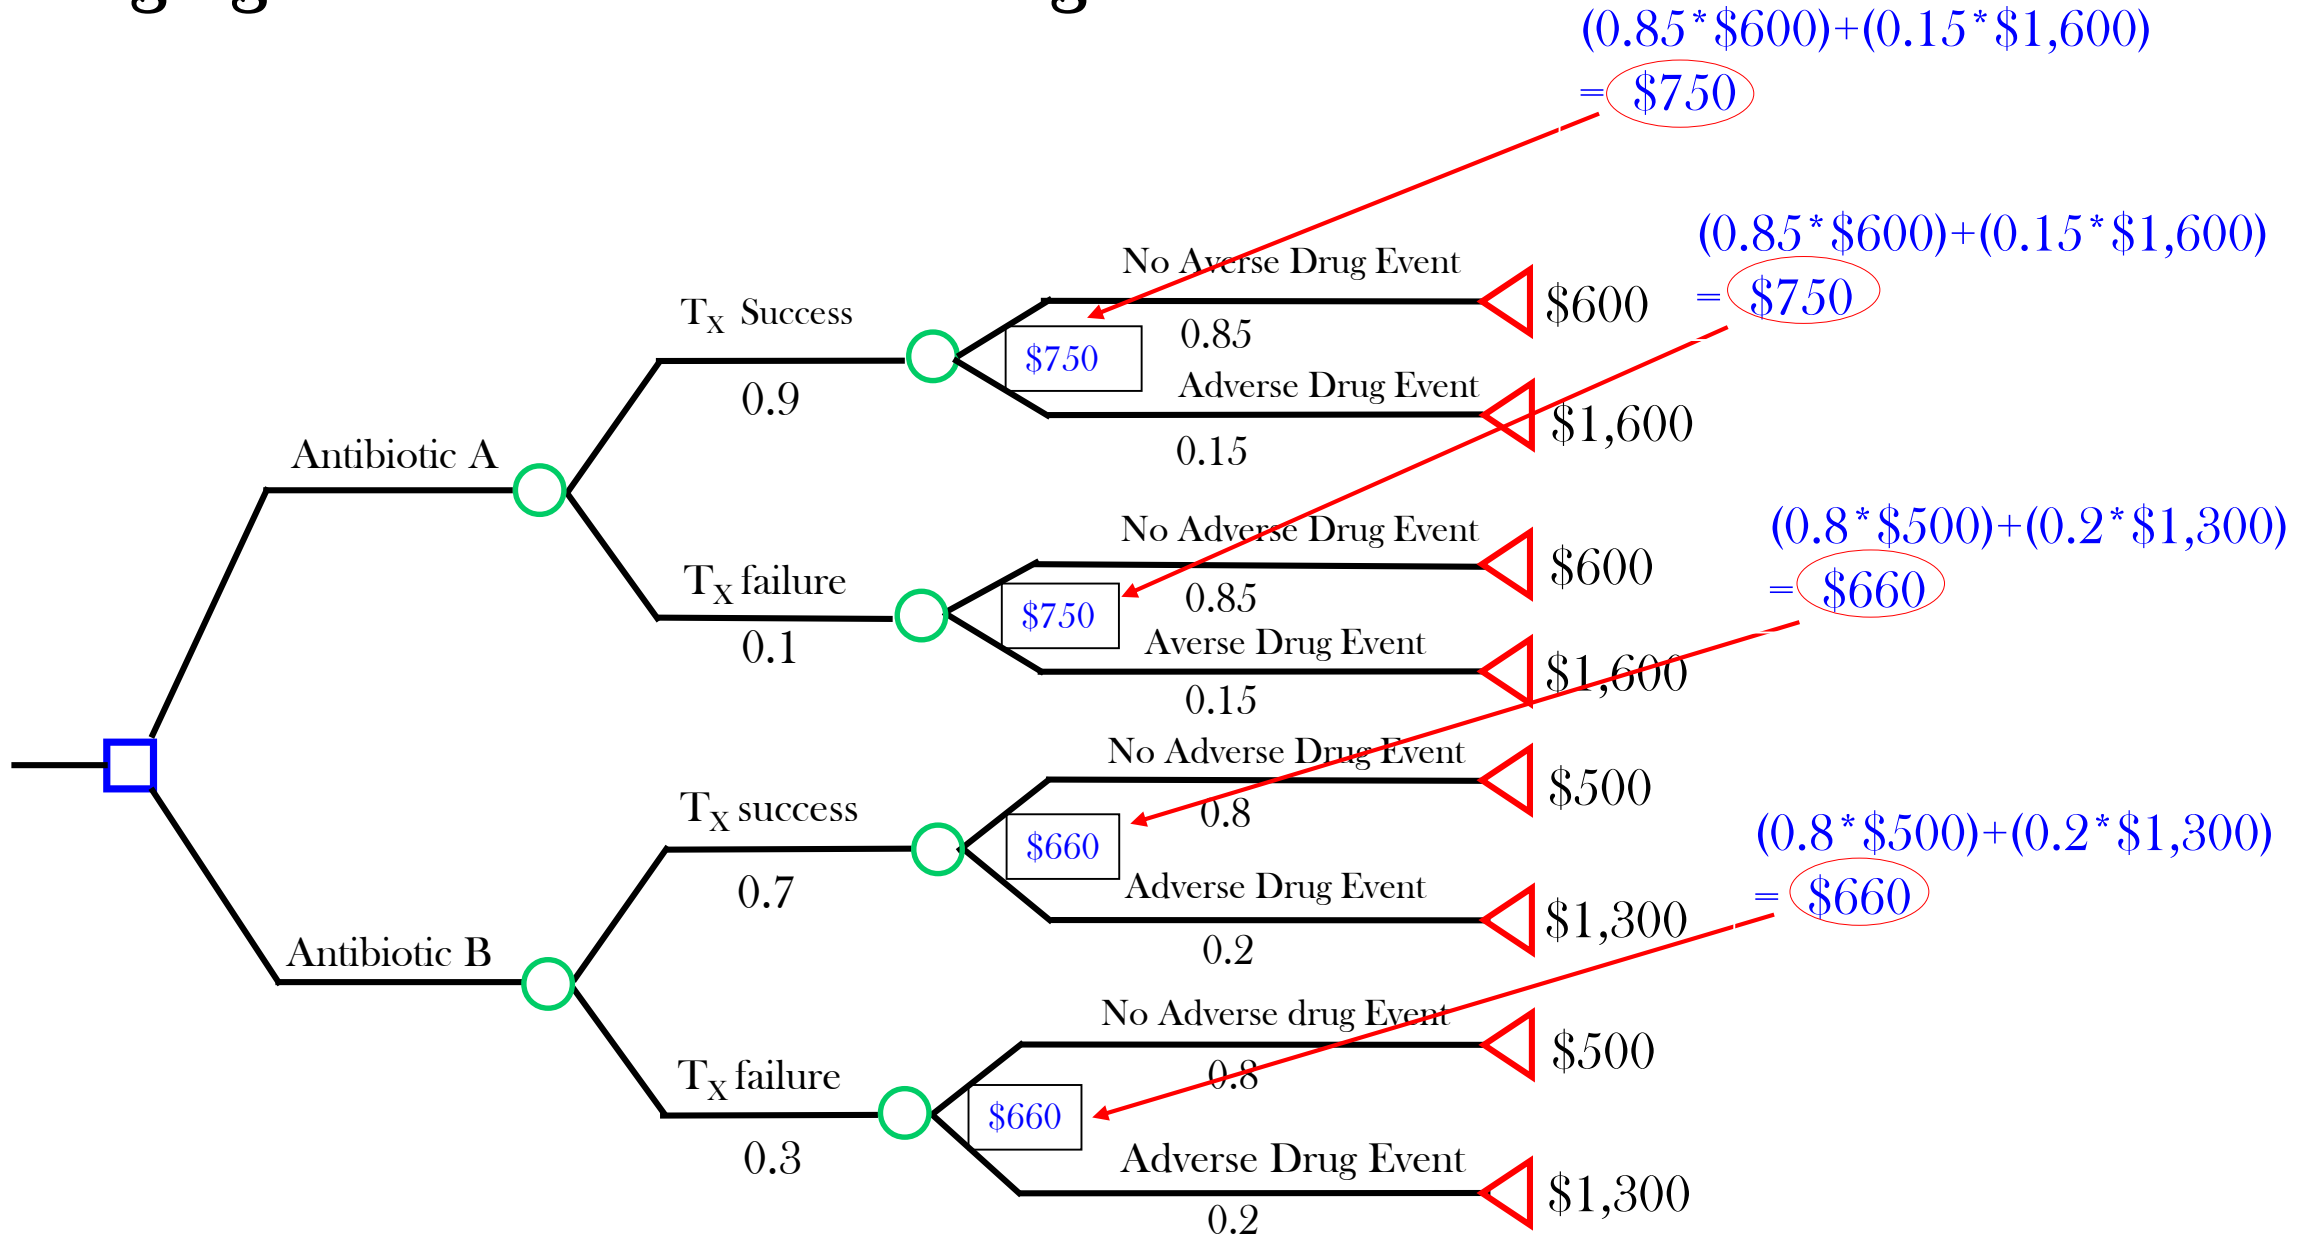 (0.85*$600)+(0.15*$1,600)
= $750
(0.85*$600)+(0.15*$1,600)
= $750
No Averse Drug Event
$600
TX Success
0.85
$750
Adverse Drug Event
0.9
$1,600
0.15
Antibiotic A
(0.8*$500)+(0.2*$1,300)
= $660
No Adverse Drug Event
$600
TX failure
0.85
$750
Averse Drug Event
0.1
$1,600
0.15
No Adverse Drug Event
$500
TX success
0.8
(0.8*$500)+(0.2*$1,300)
= $660
$660
Adverse Drug Event
0.7
$1,300
0.2
Antibiotic B
No Adverse drug Event
$500
TX failure
0.8
$660
Adverse Drug Event
0.3
$1,300
0.2